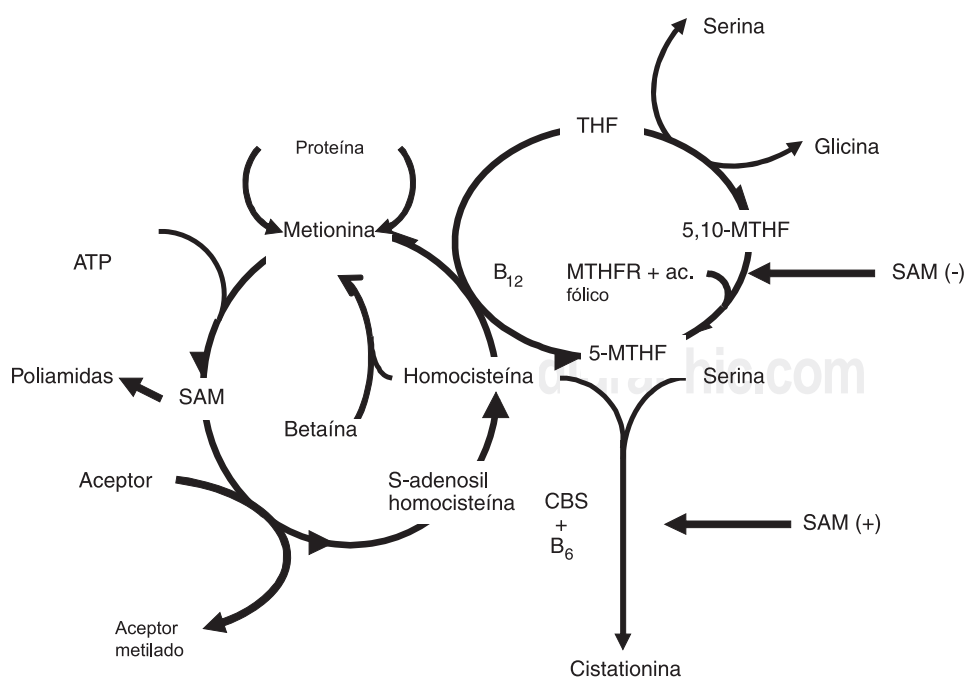 Serina
THF
Glicina
Proteína
Metionina
5,10-MTHF
ATP
B12
MTHFR + ac.
fólico
SAM (-)
5-MTHF
Poliamidas
SAM
Homocisteína
Serina
Betaína
Aceptor
S-adenosil
homocisteína
CBS
+
B6
SAM (+)
Aceptor
metilado
Cistationina